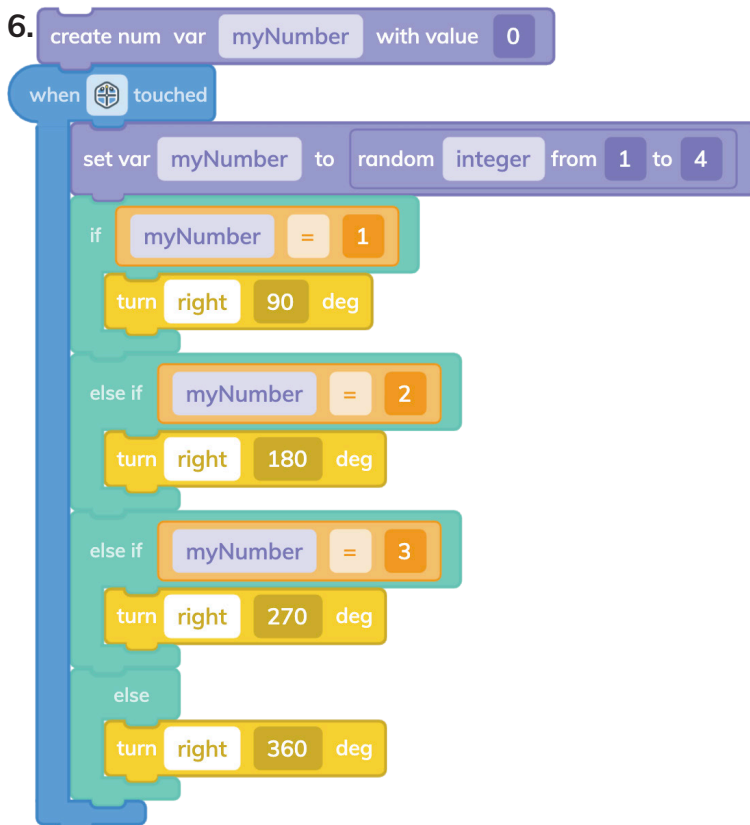 6. create num var myNumber with value 0
when touched
set var myNumber to random integer from 1 to 4
if myNumber = 1
turn right 90 deg
else if myNumber = 2
turn right 180 deg
else if myNumber = 3
turn right 270 deg
else
turn right 360 deg